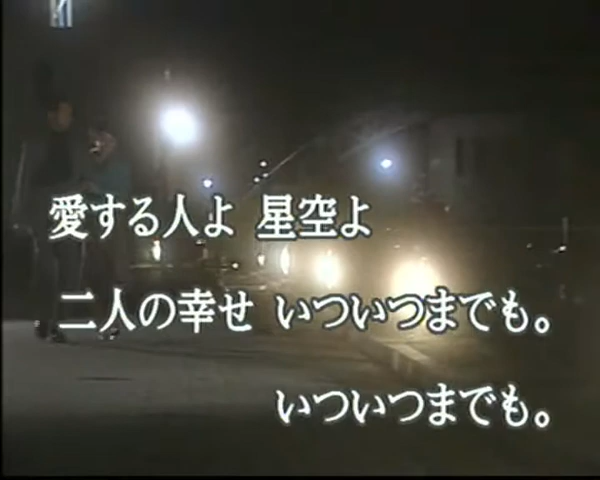 愛する人よ 星空よ
二人の幸せ いついつまでも。
いついつまでも。